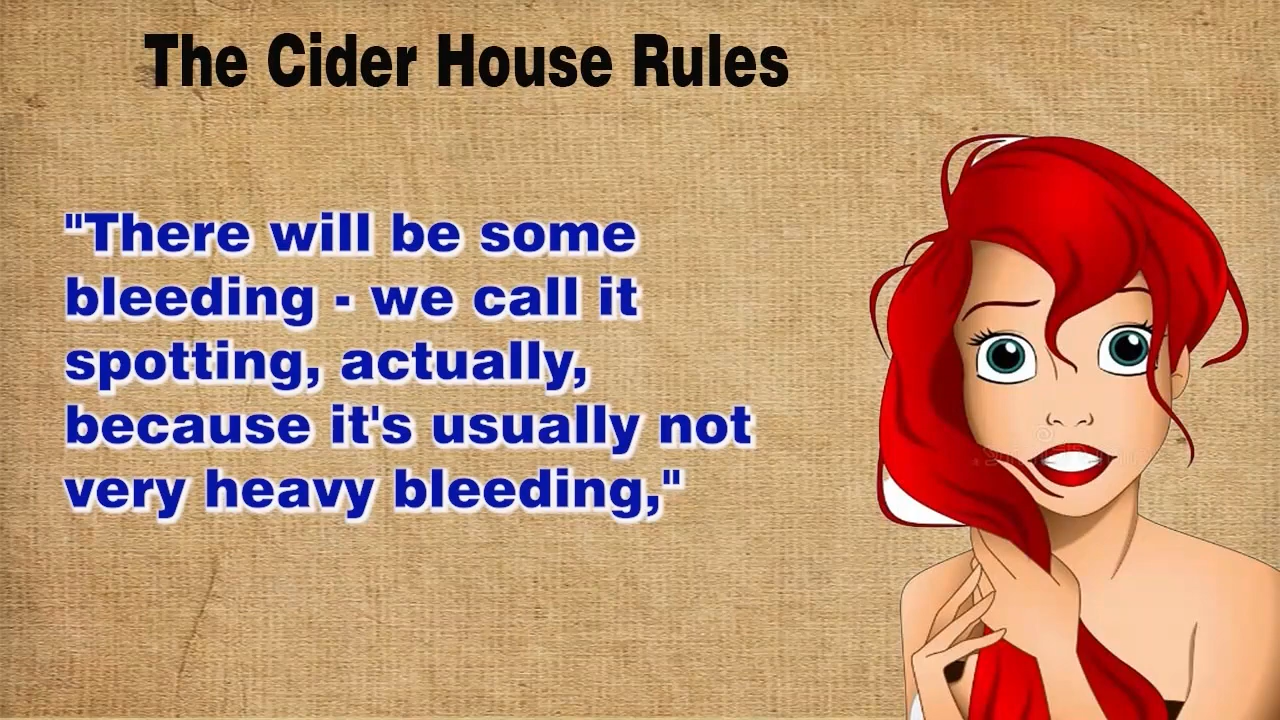 The Cider House Rules
"There will be some
bleeding - we call it
spotting, actually,
because it's usually not
very heavy bleeding,"